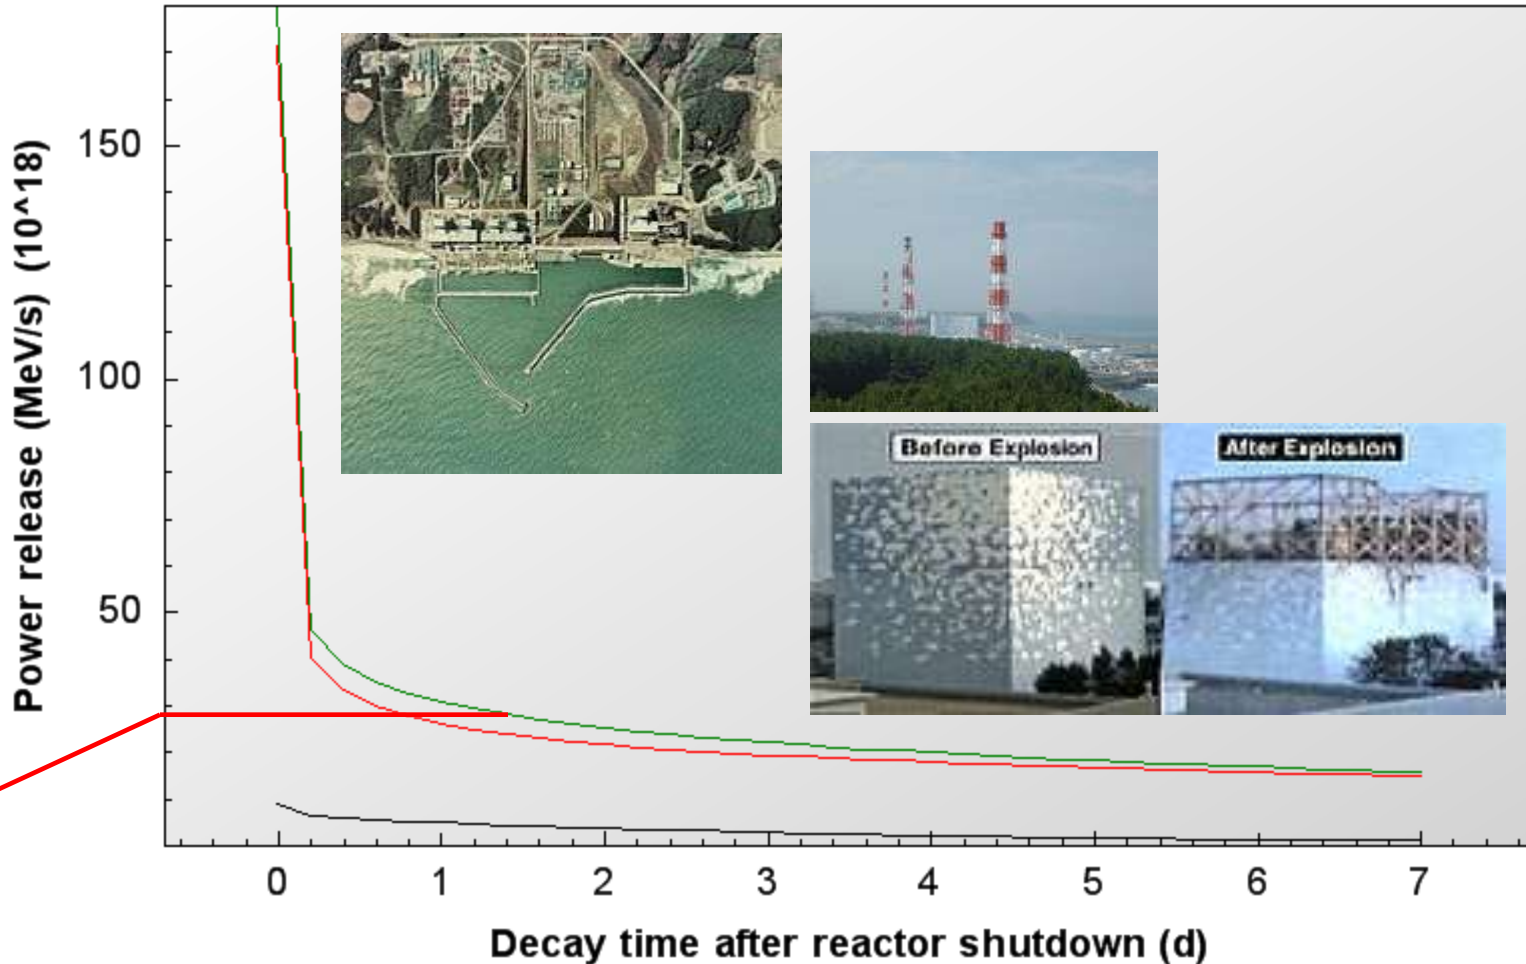 Power release (MeV/s) (10^18)
150
100
50
Before Explosion
After Explosion
0 1 2 3 4 5 6 7
Decay time after reactor shutdown (d)